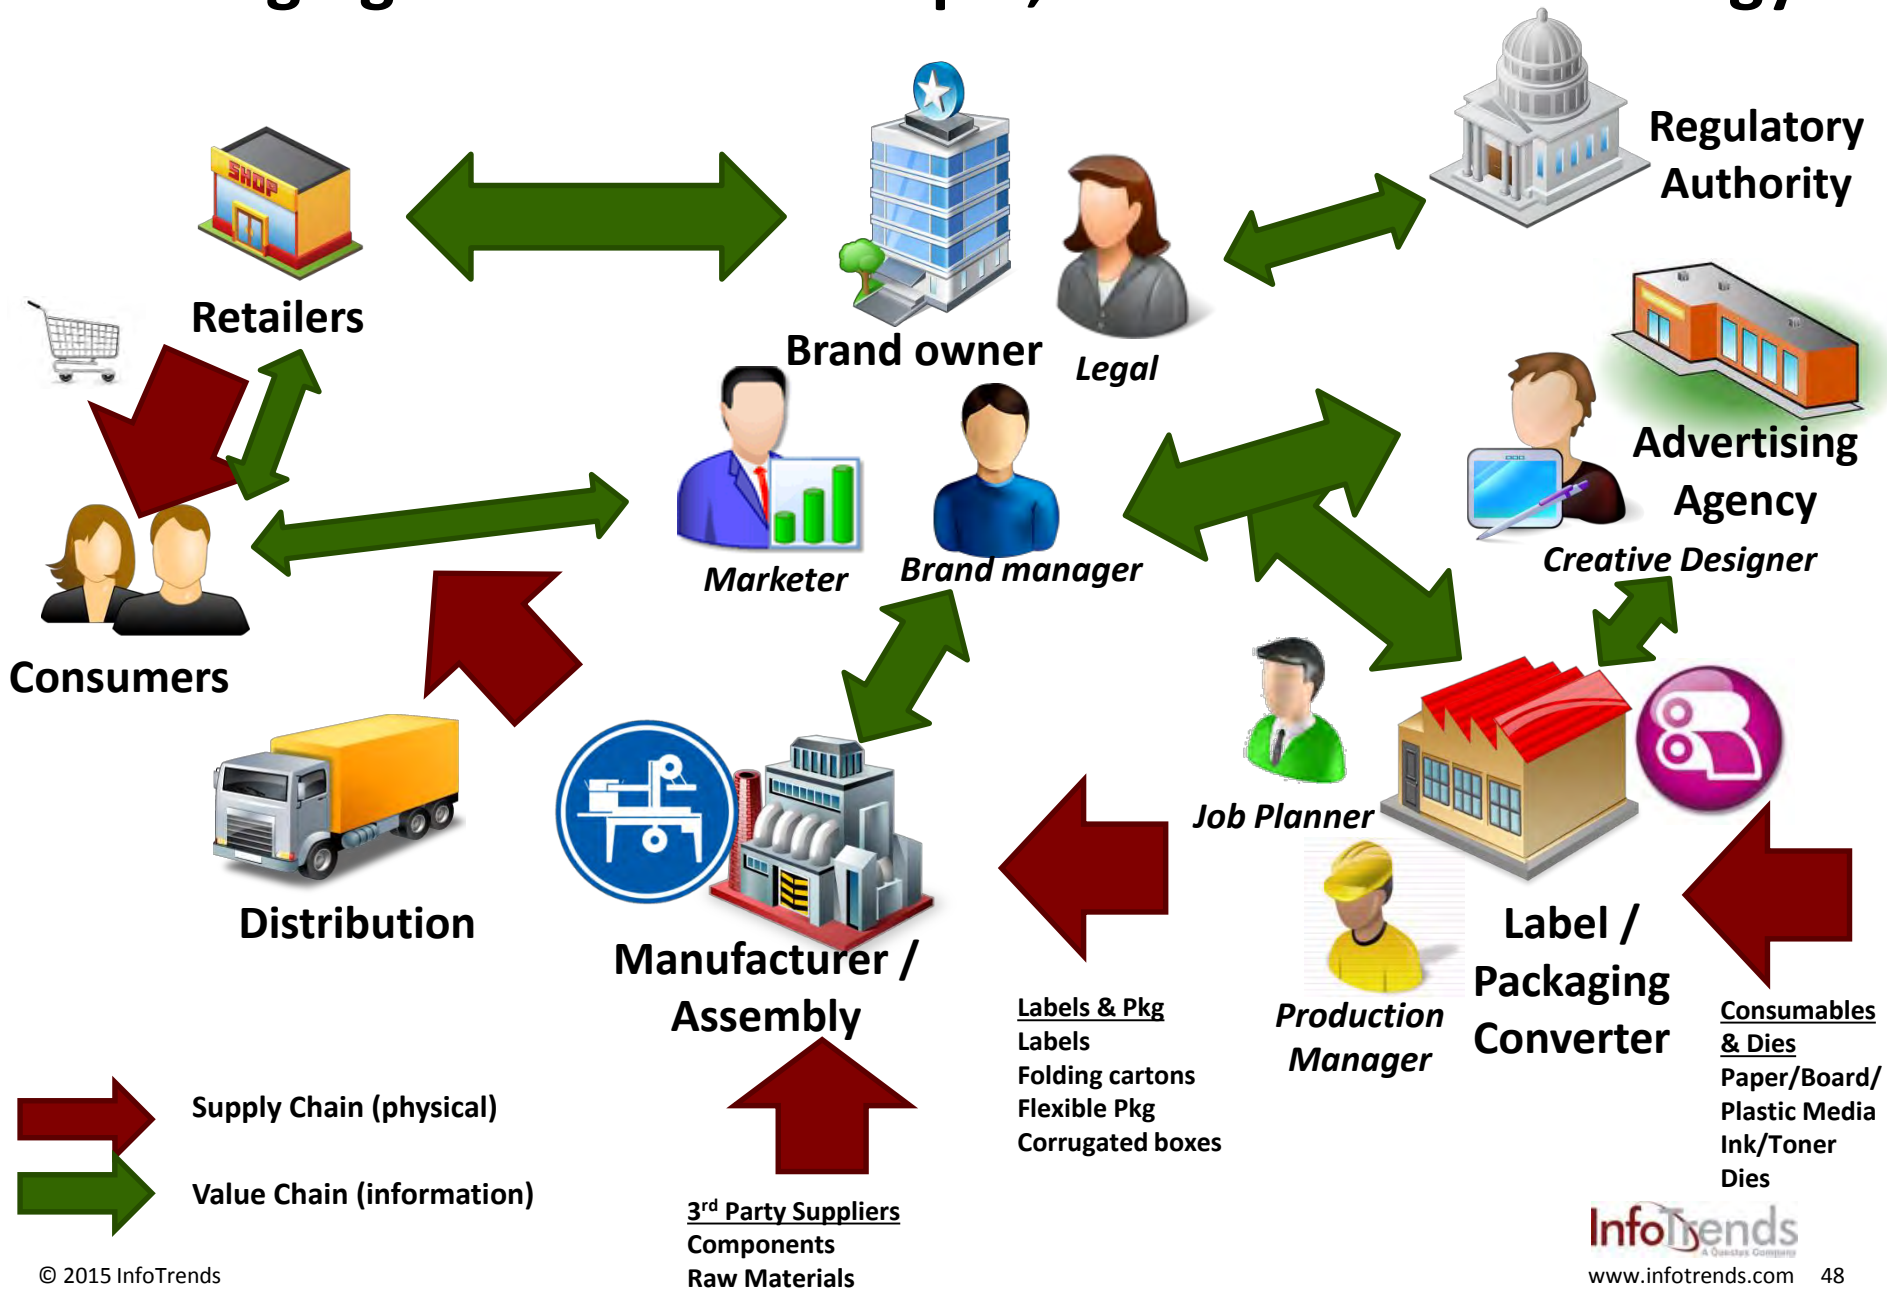 SHOP
Regulatory
Authority
Retailers
Brand owner
Legal
Advertising
Agency
Creative Designer
Marketer
Brand manager
Consumers
Job Planner
Distribution
Manufacturer /
Assembly
Label /
Packaging
Converter
Production
Manager
Labels & Pkg
Labels
Folding cartons
Flexible Pkg
Corrugated boxes
Consumables
& Dies
Paper/Board/
Plastic Media
Ink/Toner
Dies
Supply Chain (physical)
Value Chain (information)
3rd Party Suppliers
Components
Raw Materials
InfoTrends
A Questus Company
© 2015 InfoTrends
www.infotrends.com 48